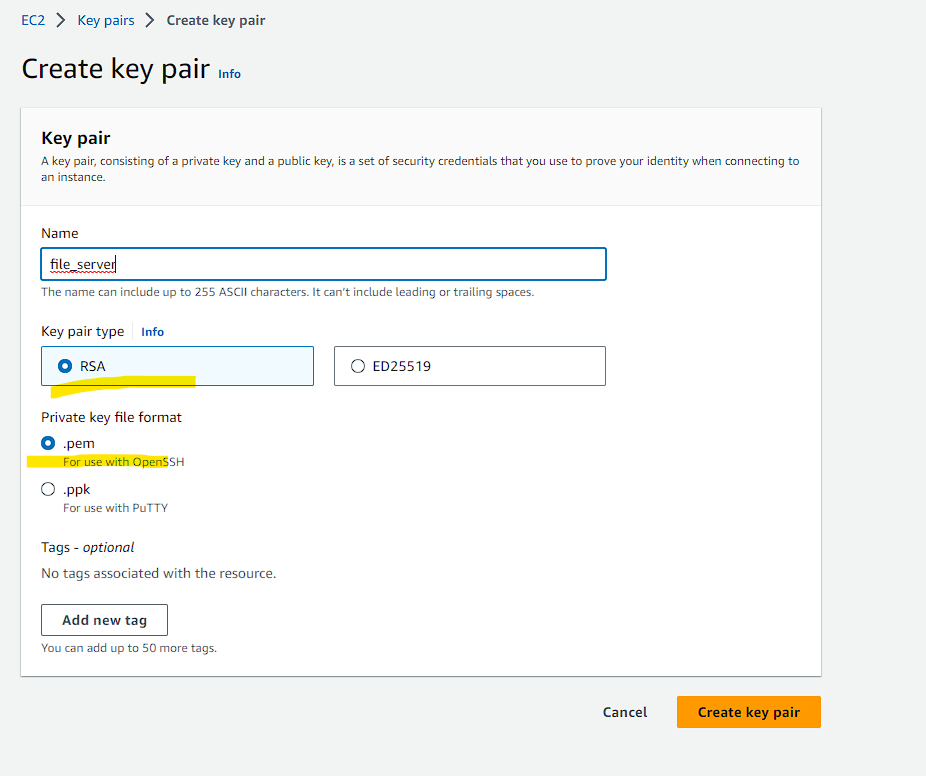 EC2 > Key pairs > Create key pair
Create key pair Info
Key pair
A key pair, consisting of a private key and a public key, is a set of security credentials that you use to prove your identity when connecting to
an instance.
Name
file_server
The name can include up to 255 ASCII characters. It can't include leading or trailing spaces.
Key pair type Info
RSA ED25519
Private key file format
.pem
For use with OpenSSH
.ppk
For use with PuTTY
Tags - optional
No tags associated with the resource.
Add new tag
You can add up to 50 more tags.
Cancel Create key pair